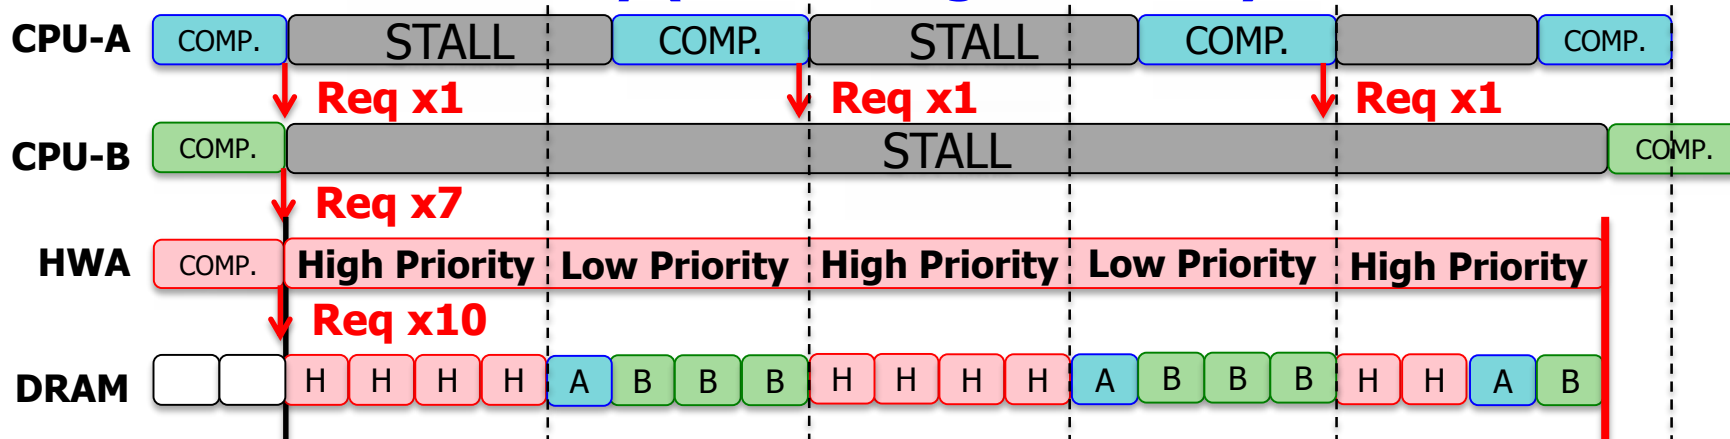 CPU-A COMP. STALL COMP. STALL COMP. COMP.
Req x1 Req x1 Req x1
CPU-B COMP. STALL COMP.
Req x7
HWA COMP. High Priority Low Priority High Priority Low Priority High Priority
Req x10
DRAM H H H H A B B B H H H H A B B B H H A B